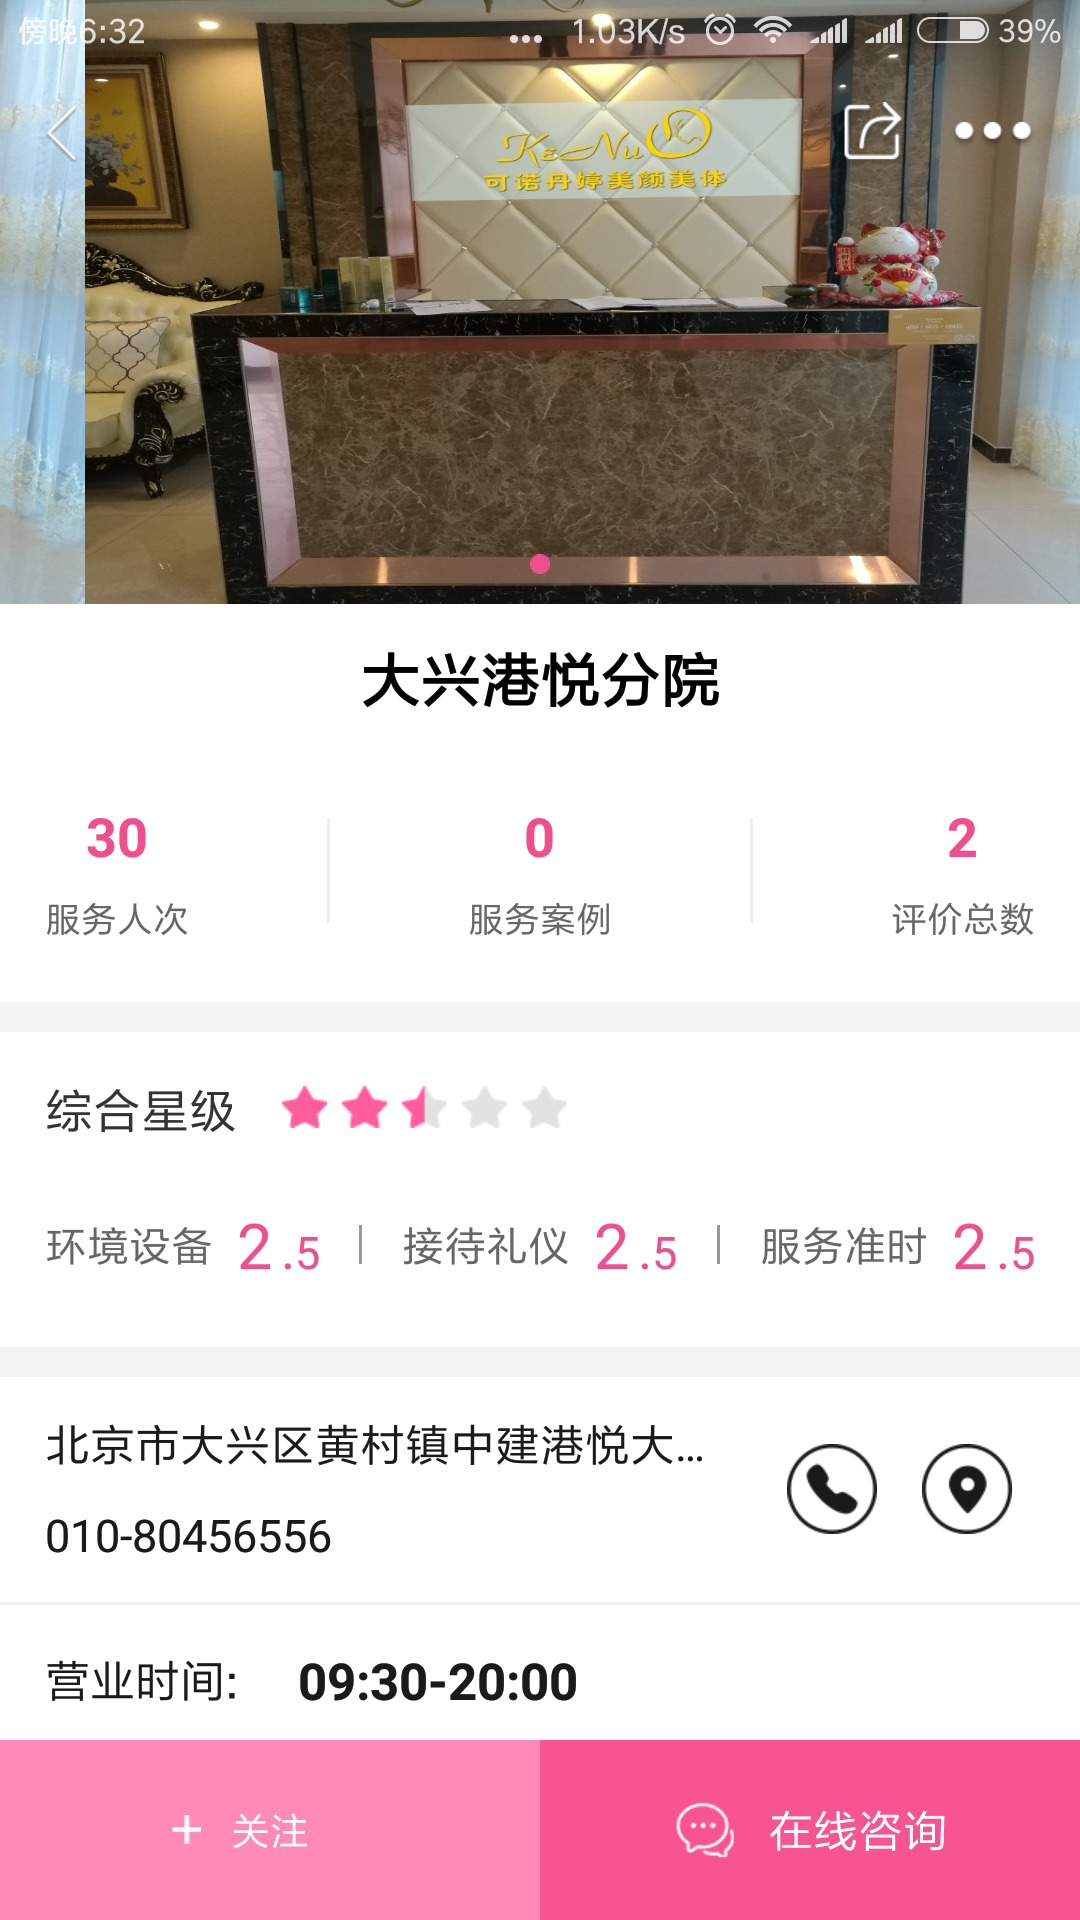 傍晚6:32
1.03K/s
39%
KeNu
可诺丹婷美颜美体
大兴港悦分院
30
0
2
服务人次
服务案例
评价总数
综合星级
环境设备 2.5
接待礼仪 2.5
服务准时 2.5
北京市大兴区黄村镇中建港悦大...
010-80456556
营业时间: 09:30-20:00
+ 关注
在线咨询